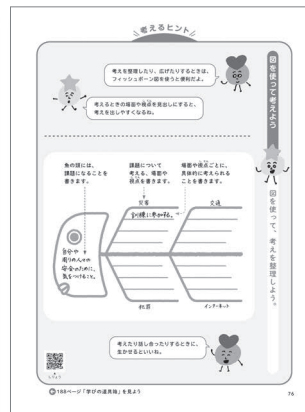 考えるヒント
図を使って考えよう
図を使って、考えを整理しよう。
考えを整理したり、広げたりするときは、
フィッシュボーン図を使うと便利だよ。
考えるときの場面や視点を見出しにすると、
考えを出しやすくなるね。
魚の頭には、
課題になることを
書きます。
課題について
考える、場面や
視点を書きます。
場面や視点ごとに、
具体的に考えられる
ことを書きます。
災害
交通
訓練に参加する。
自分や
周りの人々の
安全のために、
気をつけること。
犯罪
インターネット
考えたり話し合ったりするときに、
生かせるといいね。
188ページ「学びの道具箱」を見よう
76